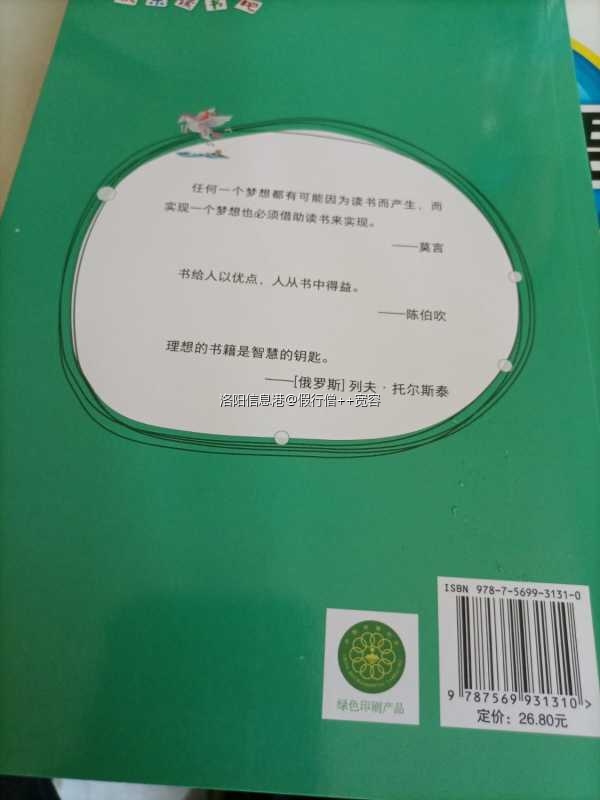 快乐读书吧
任何一个梦想都有可能因为读书而产生，而
实现一个梦想也必须借助读书来实现。
——莫言
书给人以优点，人从书中得益。
——陈伯吹
理想的书籍是智慧的钥匙。
——[俄罗斯] 列夫·托尔斯泰
洛阳信息港@假行僧++宽容
ISBN 978-7-5699-3131-0
9 787569 931310 >
定价：26.80元
绿色印刷产品